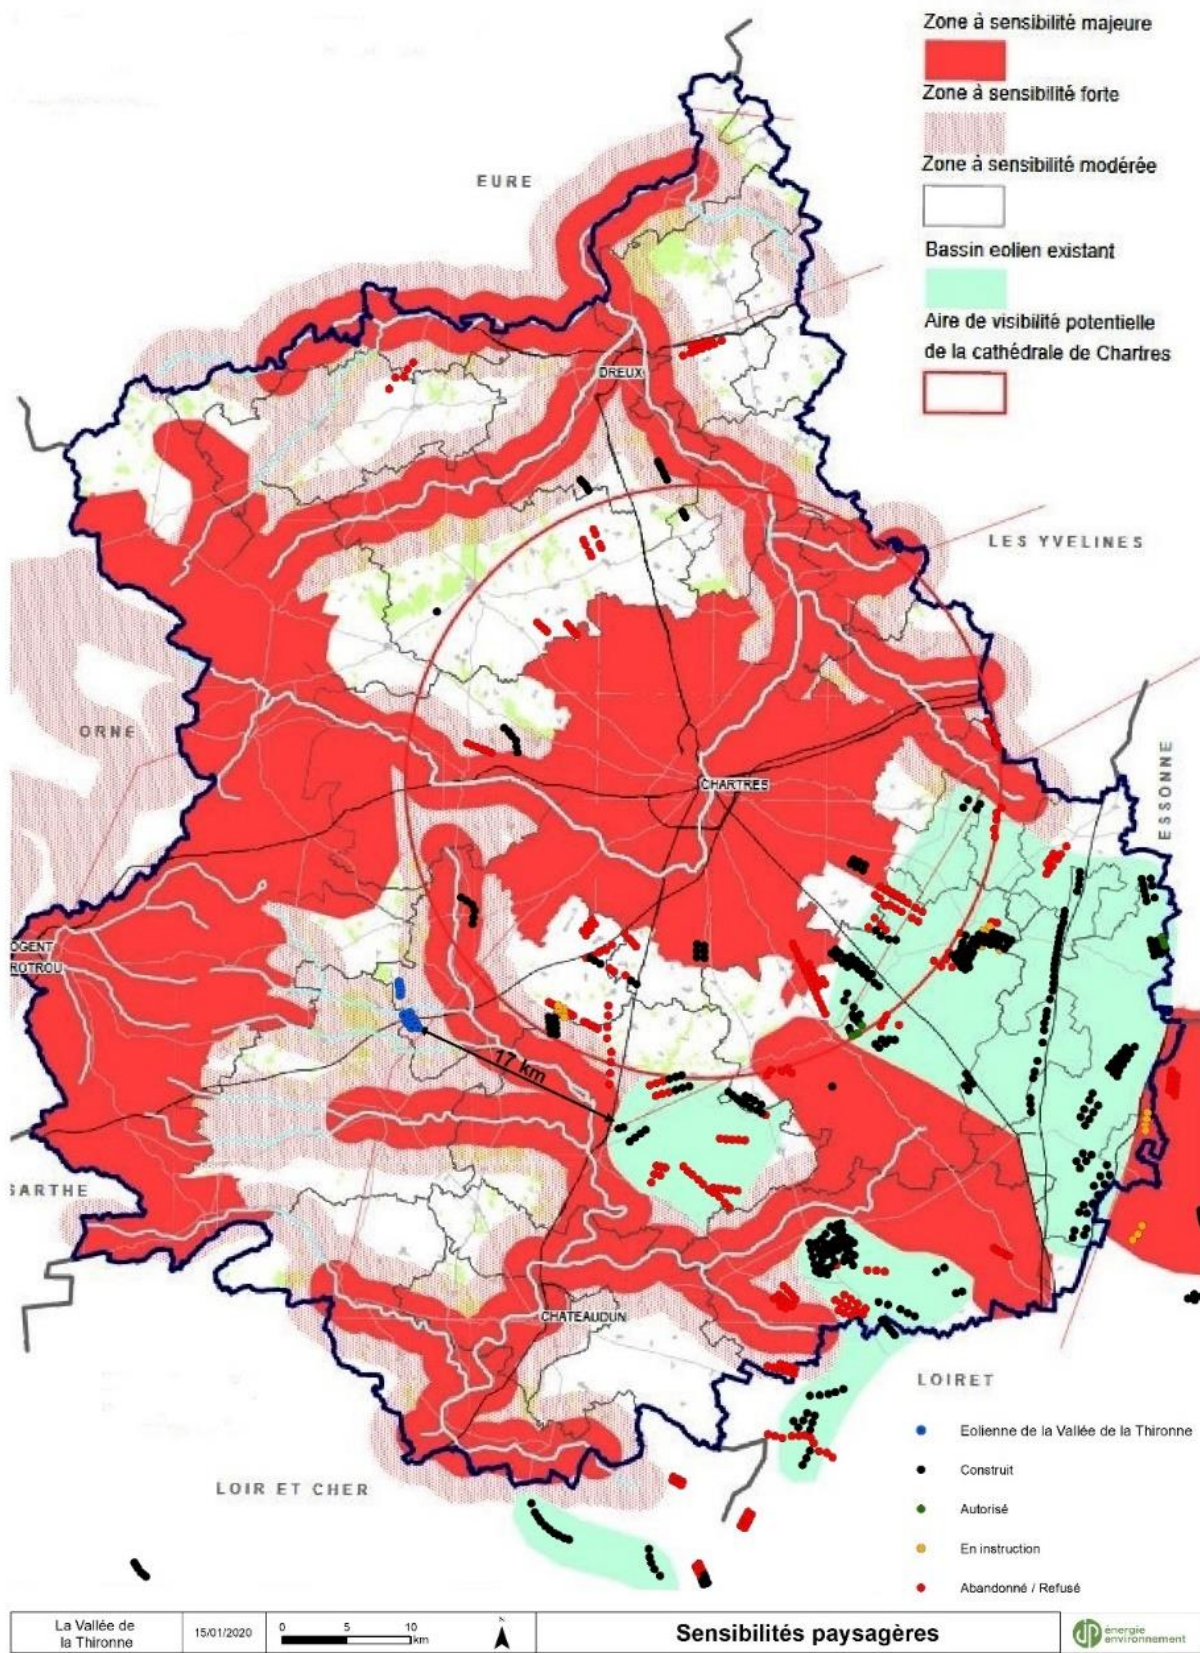 Zone à sensibilité majeure
Zone à sensibilité forte
Zone à sensibilité modérée
Bassin eolien existant
Aire de visibilité potentielle
de la cathédrale de Chartres
EURE
DREUX
LES YVELINES
ORNE
ESSONNE
CHARTRES
OGENT
ROTROU
17 km
SARTHE
CHATEAUDUN
LOIRET
LOIR ET CHER
Eolienne de la Vallée de la Thironne
Construit
Autorisé
En instruction
Abandonné / Refusé
La Vallée de
la Thironne
15/01/2020
0 5 10
km
N
Sensibilités paysagères
JP énergie
environnement